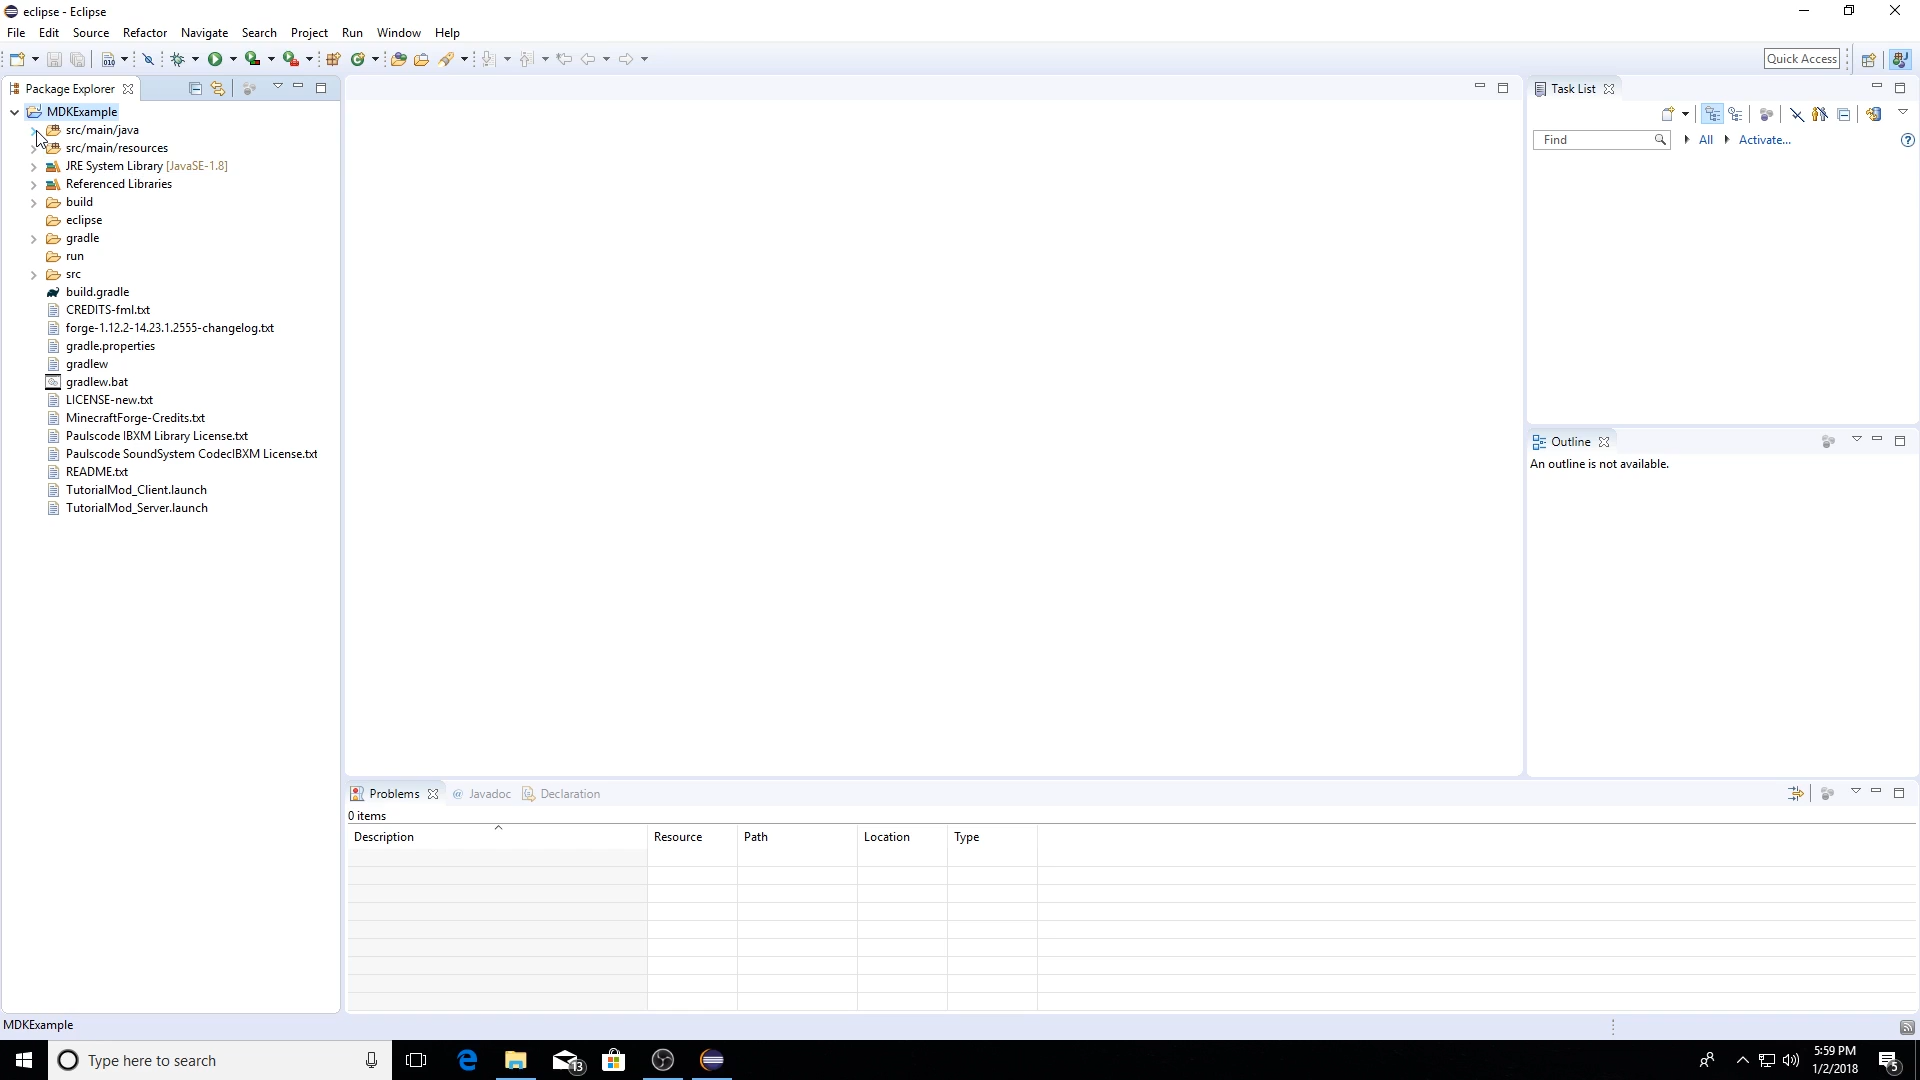 eclipse - Eclipse
File Edit Source Refactor Navigate Search Project Run Window Help
Quick Access
Package Explorer
MDKExample
src/main/java
src/main/resources
JRE System Library [JavaSE-1.8]
Referenced Libraries
build
eclipse
gradle
run
src
build.gradle
CREDITS-fml.txt
forge-1.12.2-14.23.1.2555-changelog.txt
gradle.properties
gradlew
gradlew.bat
LICENSE-new.txt
MinecraftForge-Credits.txt
Paulscode IBXM Library License.txt
Paulscode SoundSystem CodecIBXM License.txt
README.txt
TutorialMod_Client.launch
TutorialMod_Server.launch
Task List
Find All Activate...
Outline
An outline is not available.
Problems @ Javadoc Declaration
0 items
Description Resource Path Location Type
MDKExample
Type here to search
13
5:59 PM
1/2/2018
5